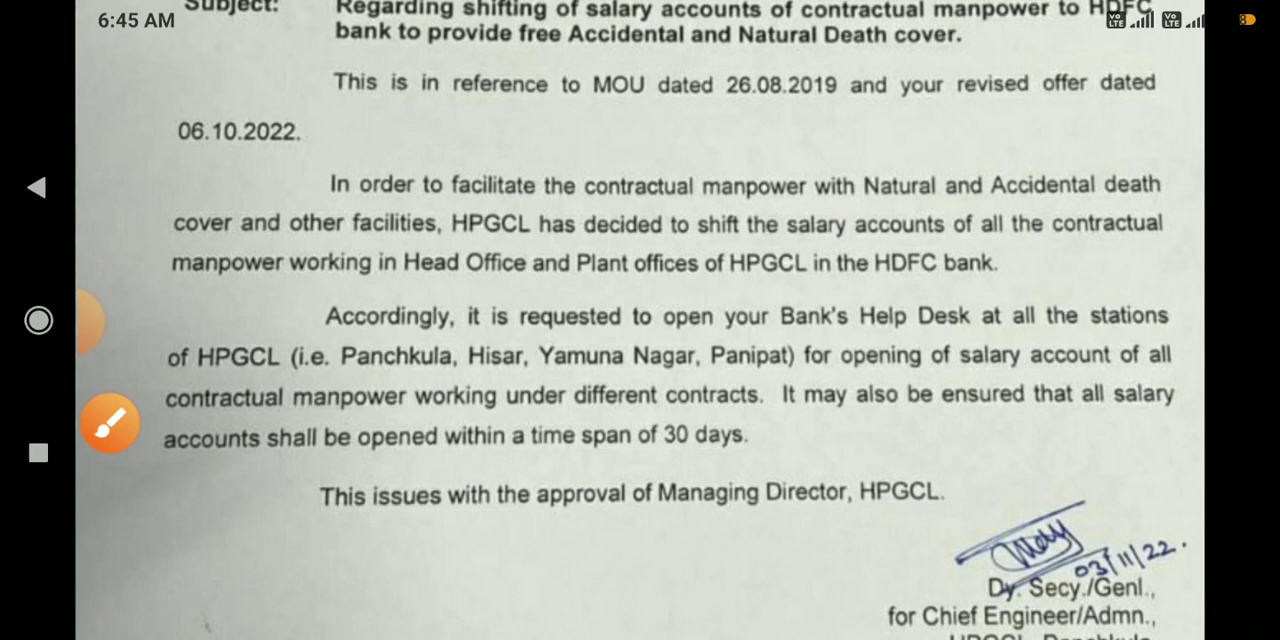 6:45 AM
Subject: Regarding shifting of salary accounts of contractual manpower to HDFC
bank to provide free Accidental and Natural Death cover.
This is in reference to MOU dated 26.08.2019 and your revised offer dated
06.10.2022.
In order to facilitate the contractual manpower with Natural and Accidental death
cover and other facilities, HPGCL has decided to shift the salary accounts of all the contractual
manpower working in Head Office and Plant offices of HPGCL in the HDFC bank.
Accordingly, it is requested to open your Bank's Help Desk at all the stations
of HPGCL (i.e. Panchkula, Hisar, Yamuna Nagar, Panipat) for opening of salary account of all
contractual manpower working under different contracts. It may also be ensured that all salary
accounts shall be opened within a time span of 30 days.
This issues with the approval of Managing Director, HPGCL.
03/11/22.
Dy. Secy./Genl.,
for Chief Engineer/Admn.,
HPGCL, Panchkula